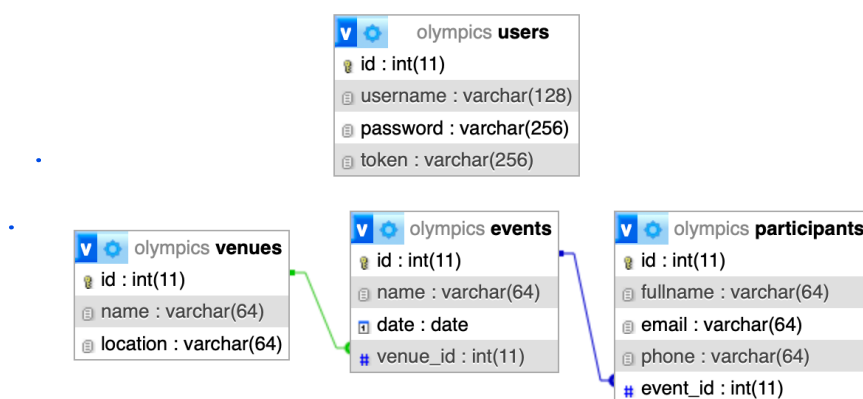 v olympics users
id : int(11)
username : varchar(128)
password : varchar(256)
token : varchar(256)
v olympics venues
id : int(11)
name : varchar(64)
location : varchar(64)
v olympics events
id : int(11)
name : varchar(64)
date : date
# venue_id : int(11)
v olympics participants
id : int(11)
fullname : varchar(64)
email : varchar(64)
phone : varchar(64)
# event_id : int(11)